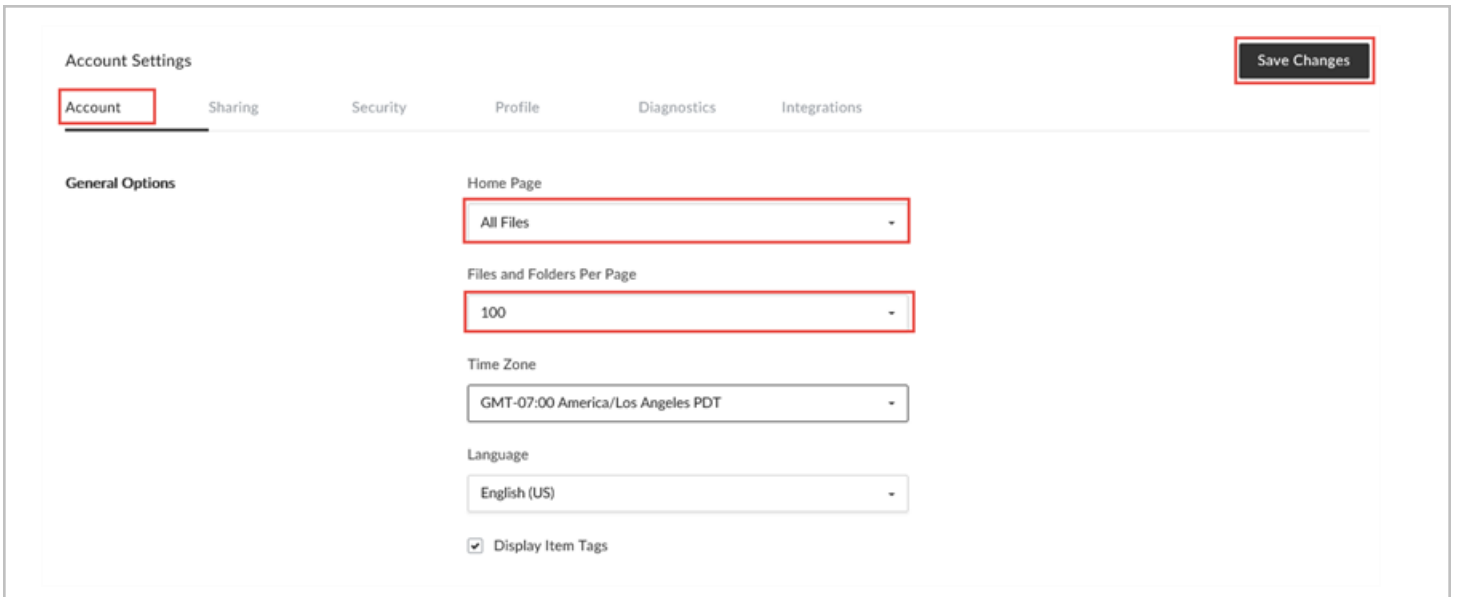 Account Settings
Save Changes
Account Sharing Security Profile Diagnostics Integrations
General Options
Home Page
All Files
Files and Folders Per Page
100
Time Zone
GMT-07:00 America/Los Angeles PDT
Language
English (US)
Display Item Tags